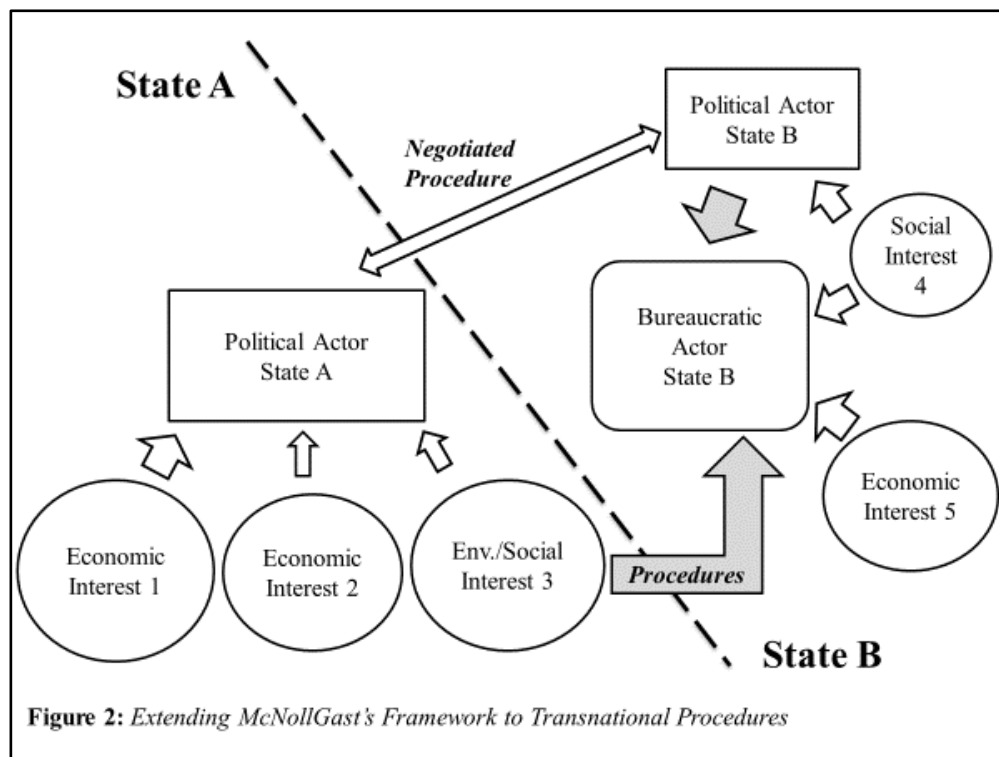 State A
Political Actor
State B
Negotiated
Procedure
Social
Interest
4
Bureaucratic
Actor
State B
Political Actor
State A
Economic
Interest 5
Economic
Interest 1
Economic
Interest 2
Env./Social
Interest 3
Procedures
State B
Figure 2: Extending McNollGast's Framework to Transnational Procedures